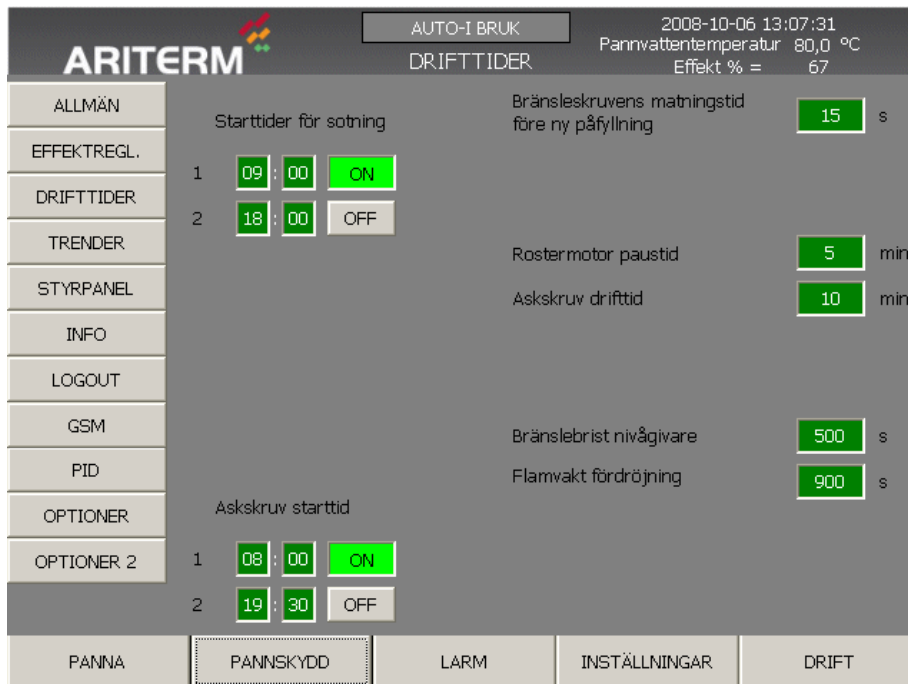 ARITERM
AUTO-I BRUK
DRIFTTIDER
2008-10-06 13:07:31
Pannvattentemperatur 80,0 ºC
Effekt % = 67
ALLMÄN
EFFEKTREGL.
DRIFTTIDER
TRENDER
STYRPANEL
INFO
LOGOUT
GSM
PID
OPTIONER
OPTIONER 2
Starttider för sotning
1 09 : 00 ON
2 18 : 00 OFF
Askskruv starttid
1 08 : 00 ON
2 19 : 30 OFF
Bränsleskruvens matningstid
före ny påfyllning 15 s
Rostermotor paustid 5 min
Askskruv drifttid 10 min
Bränslebrist nivågivare 500 s
Flamvakt fördröjning 900 s
PANNA PANNSKYDD LARM INSTÄLLNINGAR DRIFT